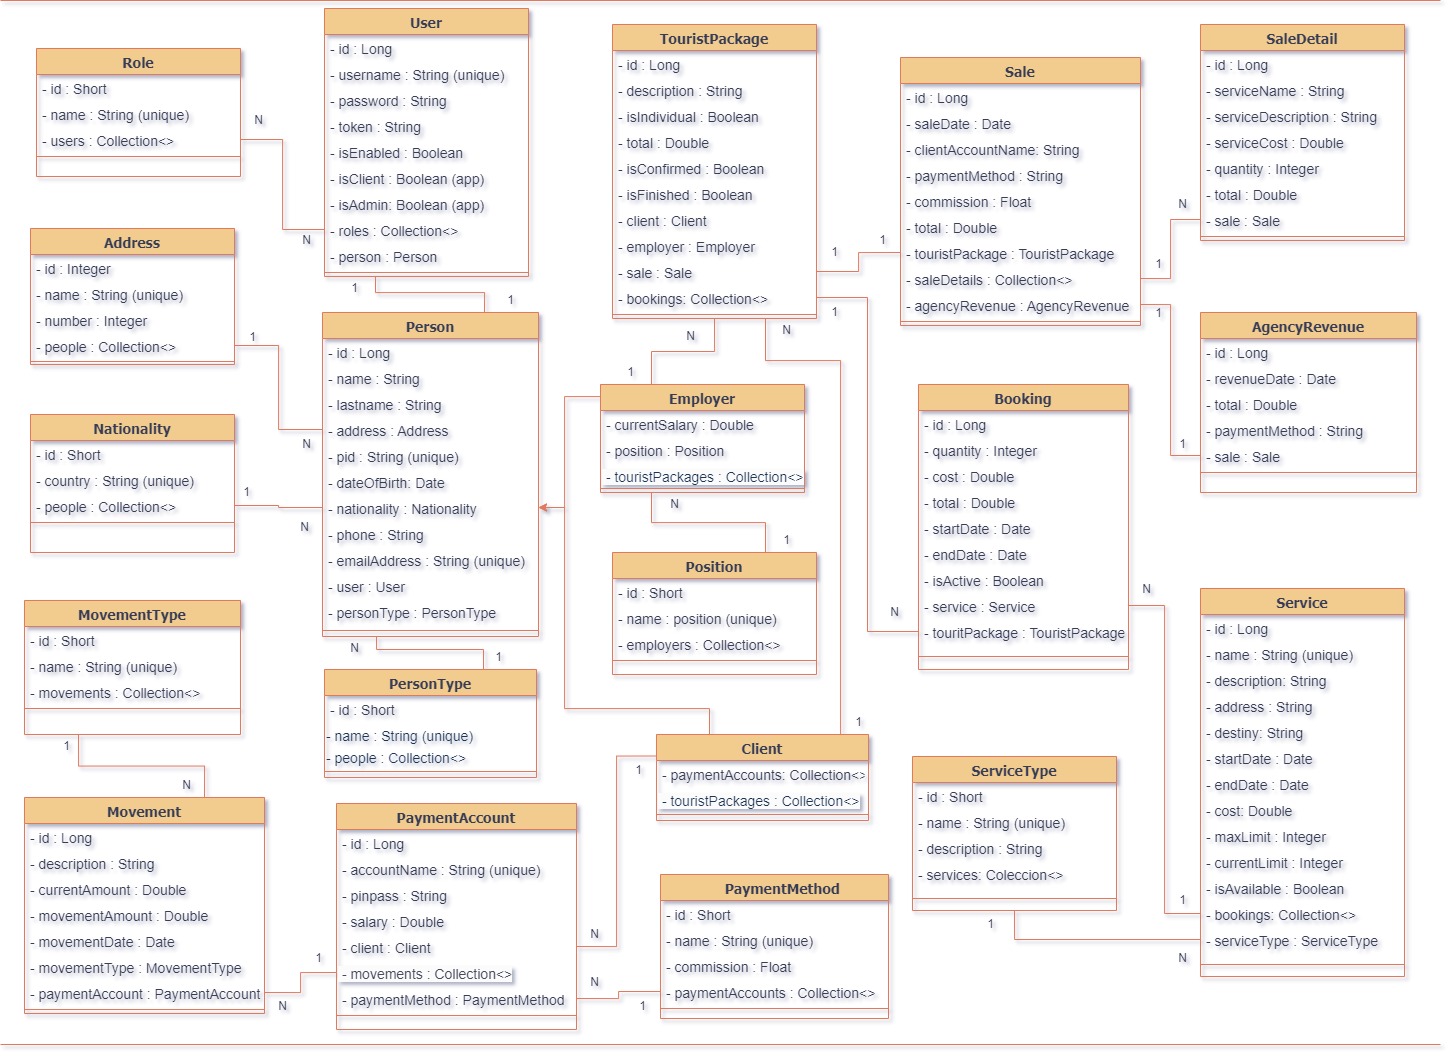 User
- id : Long
- username : String (unique)
- password : String
- token : String
- isEnabled : Boolean
- isClient : Boolean (app)
- isAdmin: Boolean (app)
- roles : Collection<>
- person : Person
Role
- id : Short
- name : String (unique)
- users : Collection<>
N
N
Address
- id : Integer
- name : String (unique)
- number : Integer
- people : Collection<>
1
N
1
1
Nationality
- id : Short
- country : String (unique)
- people : Collection<>
1
N
Person
- id : Long
- name : String
- lastname : String
- address : Address
- pid : String (unique)
- dateOfBirth: Date
- nationality : Nationality
- phone : String
- emailAddress : String (unique)
- user : User
- personType : PersonType
N
1
PersonType
- id : Short
- name : String (unique)
- people : Collection<>
MovementType
- id : Short
- name : String (unique)
- movements : Collection<>
1
N
Movement
- id : Long
- description : String
- currentAmount : Double
- movementAmount : Double
- movementDate : Date
- movementType : MovementType
- paymentAccount : PaymentAccount
1
N
PaymentAccount
- id : Long
- accountName : String (unique)
- pinpass : String
- salary : Double
- client : Client
- movements : Collection<>
- paymentMethod : PaymentMethod
1
N
N
1
TouristPackage
- id : Long
- description : String
- isIndividual : Boolean
- total : Double
- isConfirmed : Boolean
- isFinished : Boolean
- client : Client
- employer : Employer
- sale : Sale
- bookings: Collection<>
1
1
1
N
N
N
1
1
Employer
- currentSalary : Double
- position : Position
- touristPackages : Collection<>
N
1
Position
- id : Short
- name : position (unique)
- employers : Collection<>
Client
- paymentAccounts: Collection<>
- touristPackages : Collection<>
PaymentMethod
- id : Short
- name : String (unique)
- commission : Float
- paymentAccounts : Collection<>
Sale
- id : Long
- saleDate : Date
- clientAccountName: String
- paymentMethod : String
- commission : Float
- total : Double
- touristPackage : TouristPackage
- saleDetails : Collection<>
- agencyRevenue : AgencyRevenue
1
N
1
1
SaleDetail
- id : Long
- serviceName : String
- serviceDescription : String
- serviceCost : Double
- quantity : Integer
- total : Double
- sale : Sale
AgencyRevenue
- id : Long
- revenueDate : Date
- total : Double
- paymentMethod : String
- sale : Sale
Booking
- id : Long
- quantity : Integer
- cost : Double
- total : Double
- startDate : Date
- endDate : Date
- isActive : Boolean
- service : Service
- touritPackage : TouristPackage
N
1
Service
- id : Long
- name : String (unique)
- description: String
- address : String
- destiny: String
- startDate : Date
- endDate : Date
- cost: Double
- maxLimit : Integer
- currentLimit : Integer
- isAvailable : Boolean
- bookings: Collection<>
- serviceType : ServiceType
ServiceType
- id : Short
- name : String (unique)
- description : String
- services: Coleccion<>
1
N